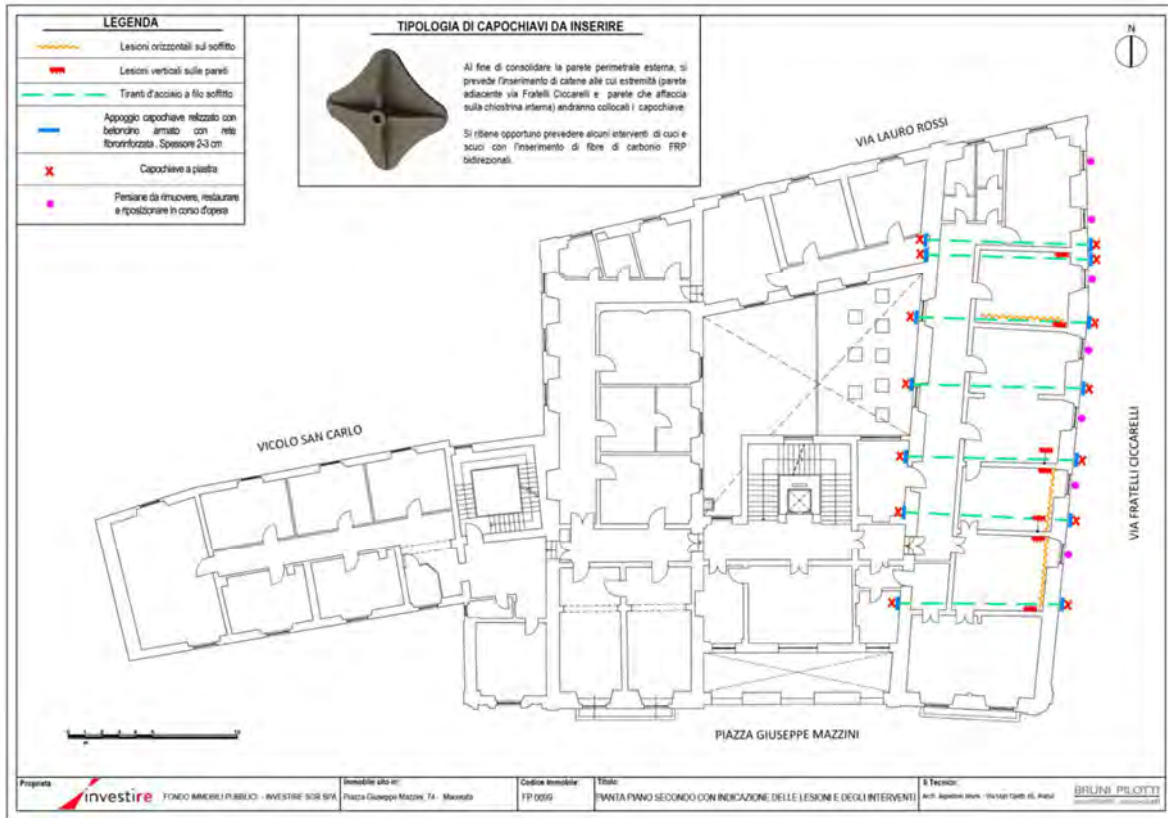 LEGENDA
Lesioni orizzontali sul soffitto
Lesioni verticali sulle pareti
Tiranti d'acciaio a filo soffitto
Appoggio capochiave relizzato con
betoncino armato con rete
fibrorinforzata . Spessore 2-3 cm
Capochiave a piastra
Persiane da rimuovere, restaurare
e riposizionare in corso d'opera
TIPOLOGIA DI CAPOCHIAVI DA INSERIRE
Al fine di consolidare la parete perimetrale esterna, si
prevede l'inserimento di catene alle cui estremità (parete
adiacente via Fratelli Ciccarelli e parete che affaccia
sulla chiostrina interna) andranno collocati i capochiave.
Si ritiene opportuno prevedere alcuni interventi di cuci e
scuci con l'inserimento di fibre di carbonio FRP
bidirezionali.
N
VIA LAURO ROSSI
VICOLO SAN CARLO
VIA FRATELLI CICCARELLI
PIAZZA GIUSEPPE MAZZINI
Proprietà
investire
FONDO IMMOBILI PUBBLICI - INVESTIRE SGR SPA
Immobile sito in:
Piazza Giuseppe Mazzini, 74 - Macerata
Codice Immobile:
FP 0099
Titolo:
PIANTA PIANO SECONDO CON INDICAZIONE DELLE LESIONI E DEGLI INTERVENTI
Il Tecnico:
BRUNI PILOTTI